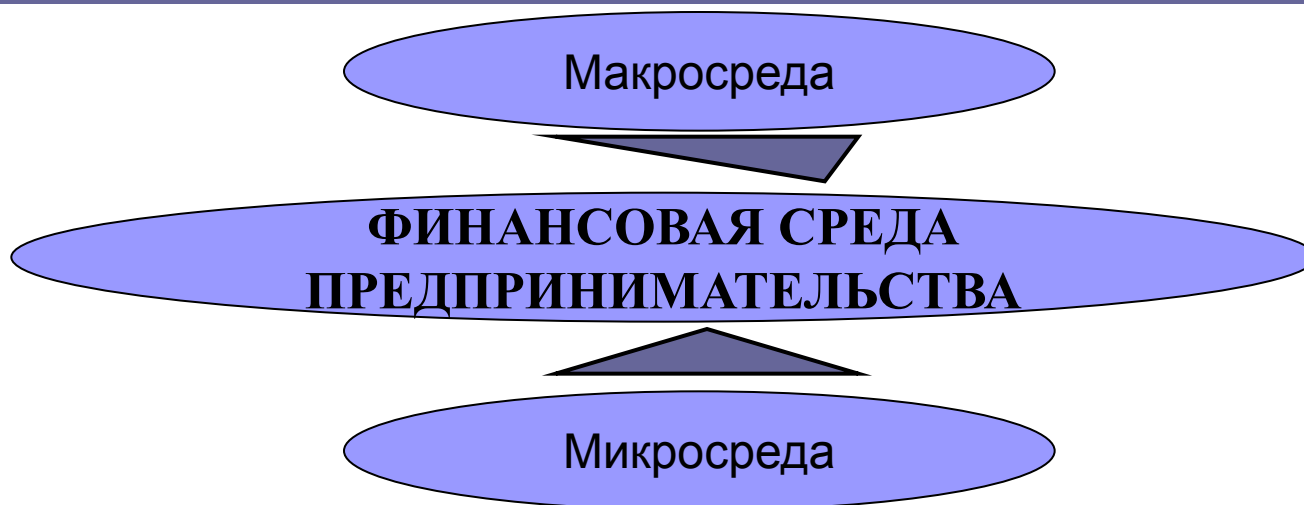 Макросреда
ФИНАНСОВАЯ СРЕДА
ПРЕДПРИНИМАТЕЛЬСТВА
Микросреда